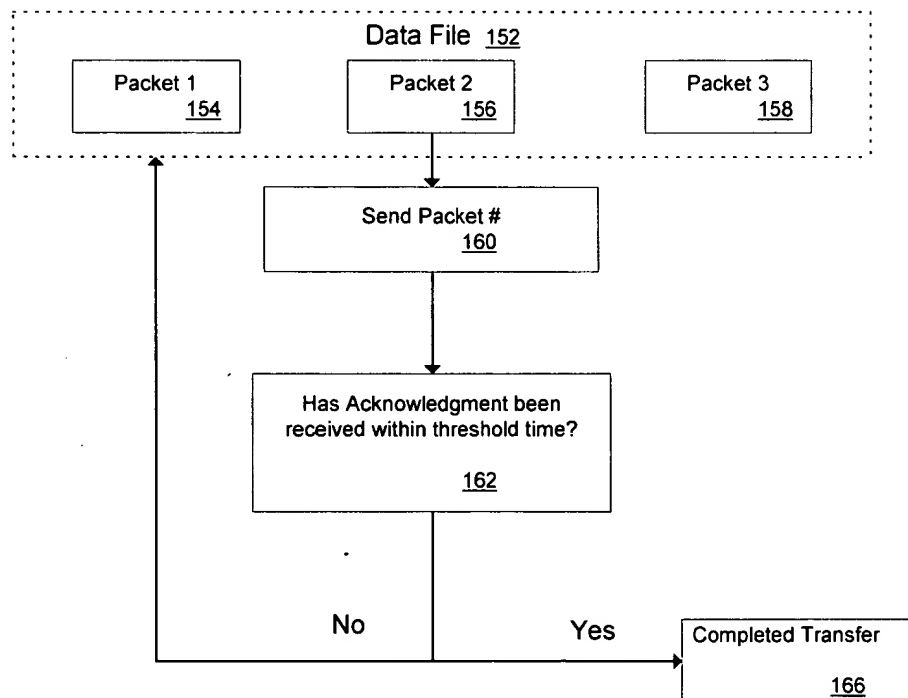 Data File 152
Packet 1
154
Packet 2
156
Packet 3
158
Send Packet #
160
Has Acknowledgment been
received within threshold time?
162
No
Yes
Completed Transfer
166